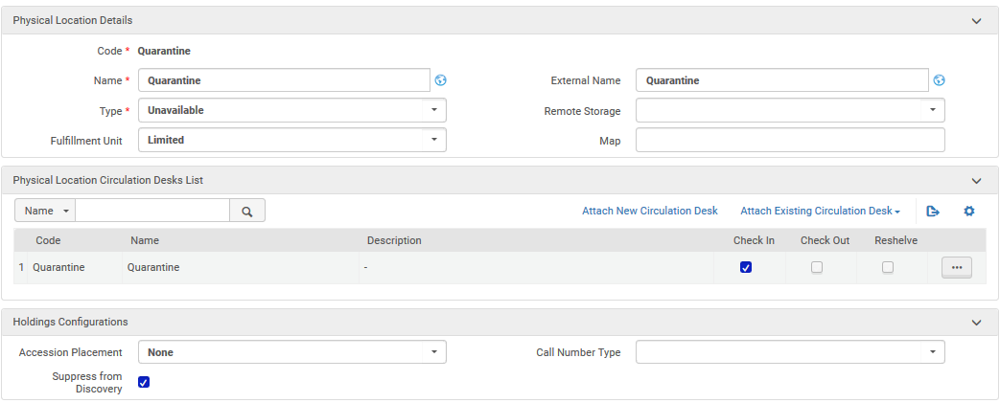 Physical Location Details
Code * Quarantine
Name * Quarantine External Name Quarantine
Type * Unavailable Remote Storage
Fulfillment Unit Limited Map
Physical Location Circulation Desks List
Name Attach New Circulation Desk Attach Existing Circulation Desk
Code Name Description Check In Check Out Reshelve
1 Quarantine Quarantine - ...
Holdings Configurations
Accession Placement None Call Number Type
Suppress from
Discovery